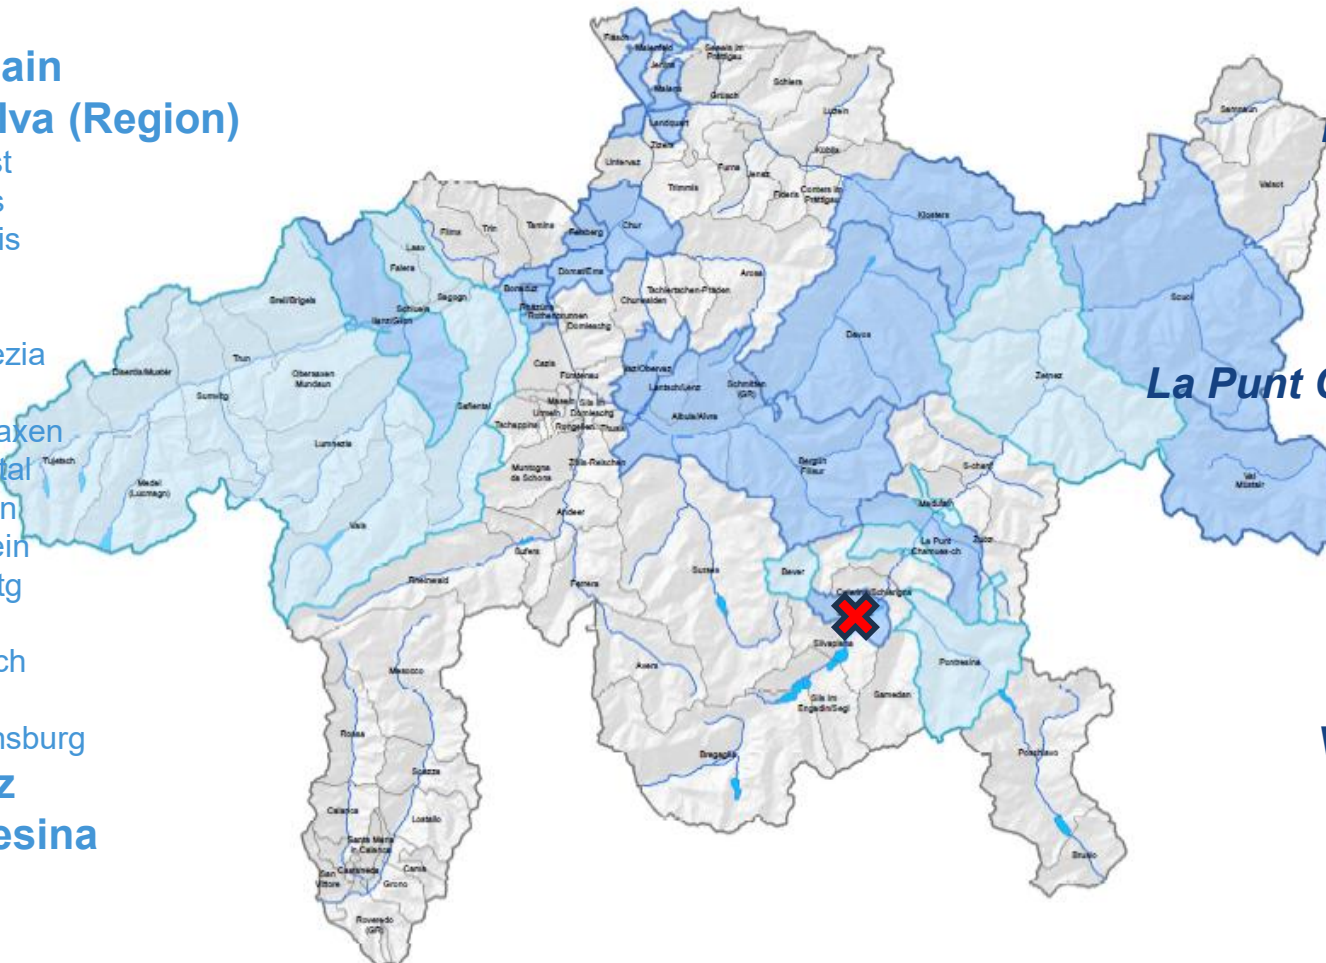 ain
lva (Region)
st
s
is
ezia
axen
tal
n
ein
tg
ch
nsburg
z
esina
La Punt C
Fläsch
Maienfeld
Jenins
Malans
Landquart
Zizers
Untervaz
Trimmis
Seewis im
Prättigau
Grüsch
Schiers
Luzein
Küblis
Furna
Jenaz
Fideris
Conters im
Prättigau
Klosters
Samnaun
Valsot
Scuol
Zernez
Val
Müstair
Davos
Arosa
Chur
Felsberg
Domat/Ems
Tamins
Trin
Flims
Laax
Falera
Sagogn
Schluein
Ilanz/Glion
Breil/Brigels
Trun
Disentis/Mustér
Sumvitg
Obersaxen
Mundaun
Lumnezia
Tujetsch
Medel
(Lucmagn)
Vals
Safiental
Bonaduz
Rhäzüns
Rothenbrunnen
Domleschg
Churwalden
Tschiertschen-Praden
Cazis
Fürstenau
Masein
Sils im
Domleschg
Urmein
Tschappina
Rongellen
Thusis
Muntogna
da Schons
Zillis-Reischen
Andeer
Sufers
Rheinwald
Ferrera
Avers
Surses
Vaz/Obervaz
Lantsch/Lenz
Schmitten
(GR)
Albula/Alvra
Bergün
Filisur
S-chanf
Madulain
Zuoz
La Punt
Chamues-ch
Bever
Celerina/Schlarigna
Silvaplana
Sils im
Engadin/Segl
Samedan
Pontresina
Bregaglia
Poschiavo
Brusio
Mesocco
Rossa
Soazza
Calanca
Lostallo
Santa Maria
in Calanca
Castaneda
Cama
San
Vittore
Grono
Roveredo
(GR)